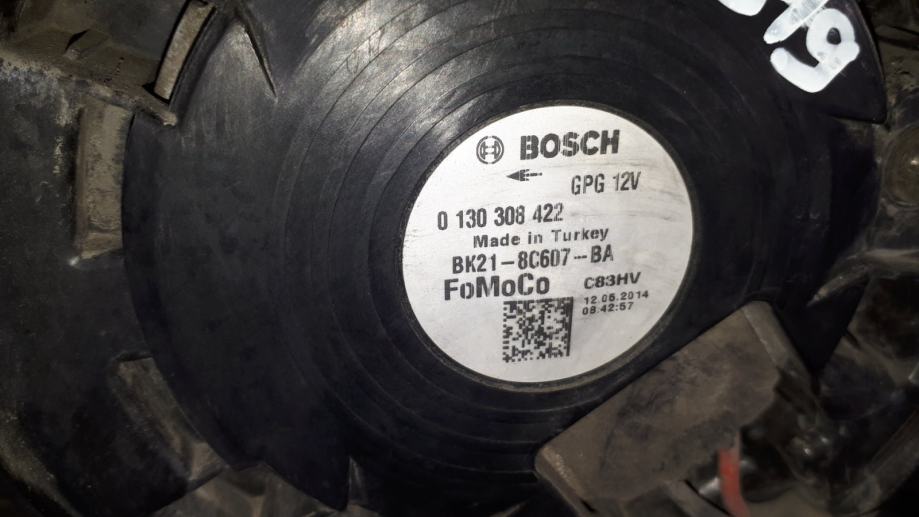 BOSCH
GPG 12V
0 130 308 422
Made in Turkey
BK21-8C607-BA
FoMoCo
C83HV
12.06.2014
08:42:57